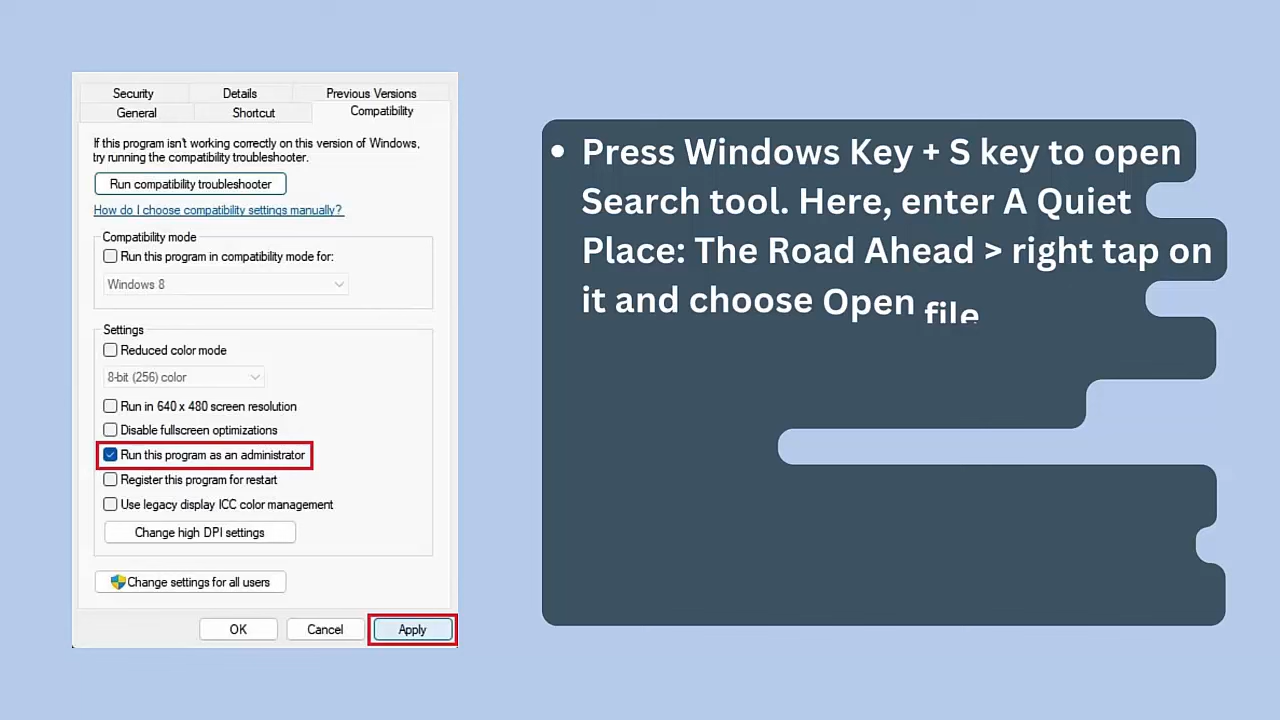 Security
Details
Previous Versions
General
Shortcut
Compatibility
If this program isn't working correctly on this version of Windows,
try running the compatibility troubleshooter.
Run compatibility troubleshooter
How do I choose compatibility settings manually?
Compatibility mode
Run this program in compatibility mode for:
Windows 8
Settings
Reduced color mode
8-bit (256) color
Run in 640 x 480 screen resolution
Disable fullscreen optimizations
Run this program as an administrator
Register this program for restart
Use legacy display ICC color management
Change high DPI settings
Change settings for all users
OK
Cancel
Apply
• Press Windows Key + S key to open
Search tool. Here, enter A Quiet
Place: The Road Ahead > right tap on
it and choose Open file